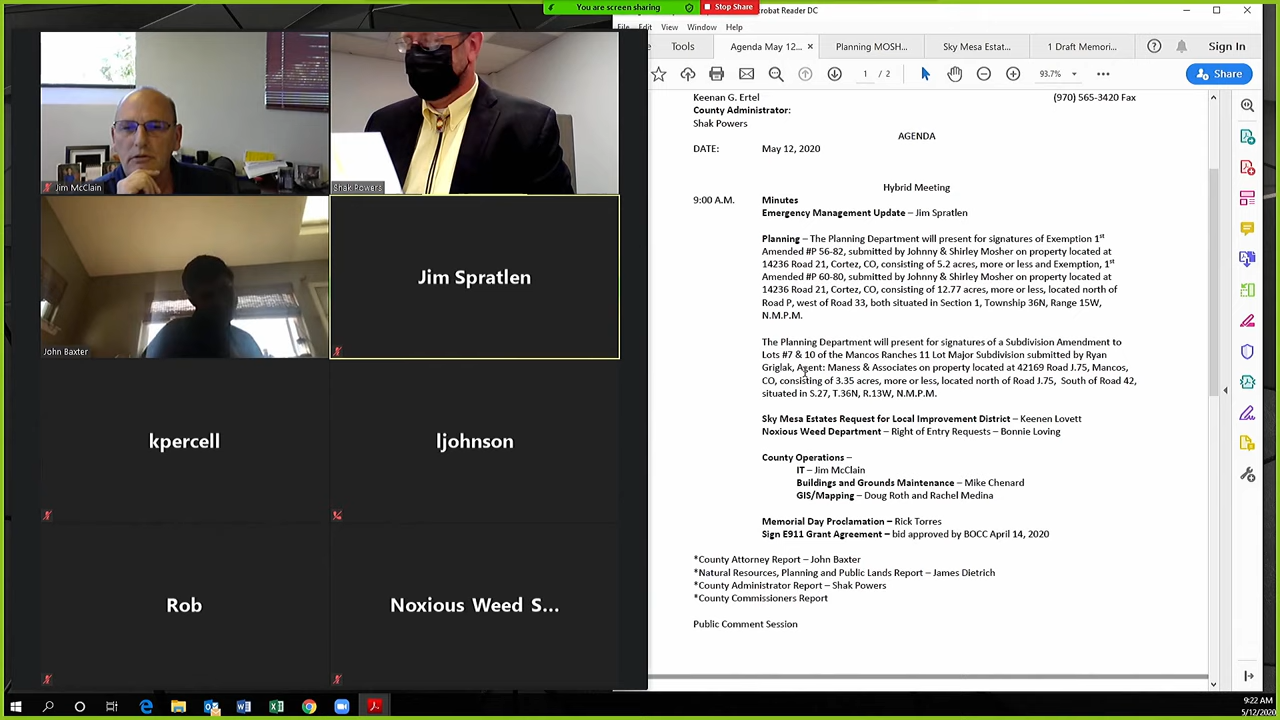 You are screen sharing
Stop Share
crobat Reader DC
File Edit View Window Help
Tools
Agenda May 12...
Planning MOSH...
Sky Mesa Estat...
1 Draft Memori...
Sign In
1 / 2
93.7%
Share
Keenan G. Ertel (970) 565-3420 Fax
County Administrator:
Shak Powers
AGENDA
DATE: May 12, 2020
Hybrid Meeting
9:00 A.M. Minutes
Emergency Management Update – Jim Spratlen
Planning – The Planning Department will present for signatures of Exemption 1st
Amended #P 56-82, submitted by Johnny & Shirley Mosher on property located at
14236 Road 21, Cortez, CO, consisting of 5.2 acres, more or less and Exemption, 1st
Amended #P 60-80, submitted by Johnny & Shirley Mosher on property located at
14236 Road 21, Cortez, CO, consisting of 12.77 acres, more or less, located north of
Road P, west of Road 33, both situated in Section 1, Township 36N, Range 15W,
N.M.P.M.
The Planning Department will present for signatures of a Subdivision Amendment to
Lots #7 & 10 of the Mancos Ranches 11 Lot Major Subdivision submitted by Ryan
Griglak, Agent: Maness & Associates on property located at 42169 Road J.75, Mancos,
CO, consisting of 3.35 acres, more or less, located north of Road J.75, South of Road 42,
situated in S.27, T.36N, R.13W, N.M.P.M.
Sky Mesa Estates Request for Local Improvement District – Keenen Lovett
Noxious Weed Department – Right of Entry Requests – Bonnie Loving
County Operations –
IT – Jim McClain
Buildings and Grounds Maintenance – Mike Chenard
GIS/Mapping – Doug Roth and Rachel Medina
Memorial Day Proclamation – Rick Torres
Sign E911 Grant Agreement – bid approved by BOCC April 14, 2020
*County Attorney Report – John Baxter
*Natural Resources, Planning and Public Lands Report – James Dietrich
*County Administrator Report – Shak Powers
*County Commissioners Report
Public Comment Session
Jim McClain
Shak Powers
John Baxter
Jim Spratlen
kpercell
ljohnson
Rob
Noxious Weed S...
9:22 AM
5/12/2020